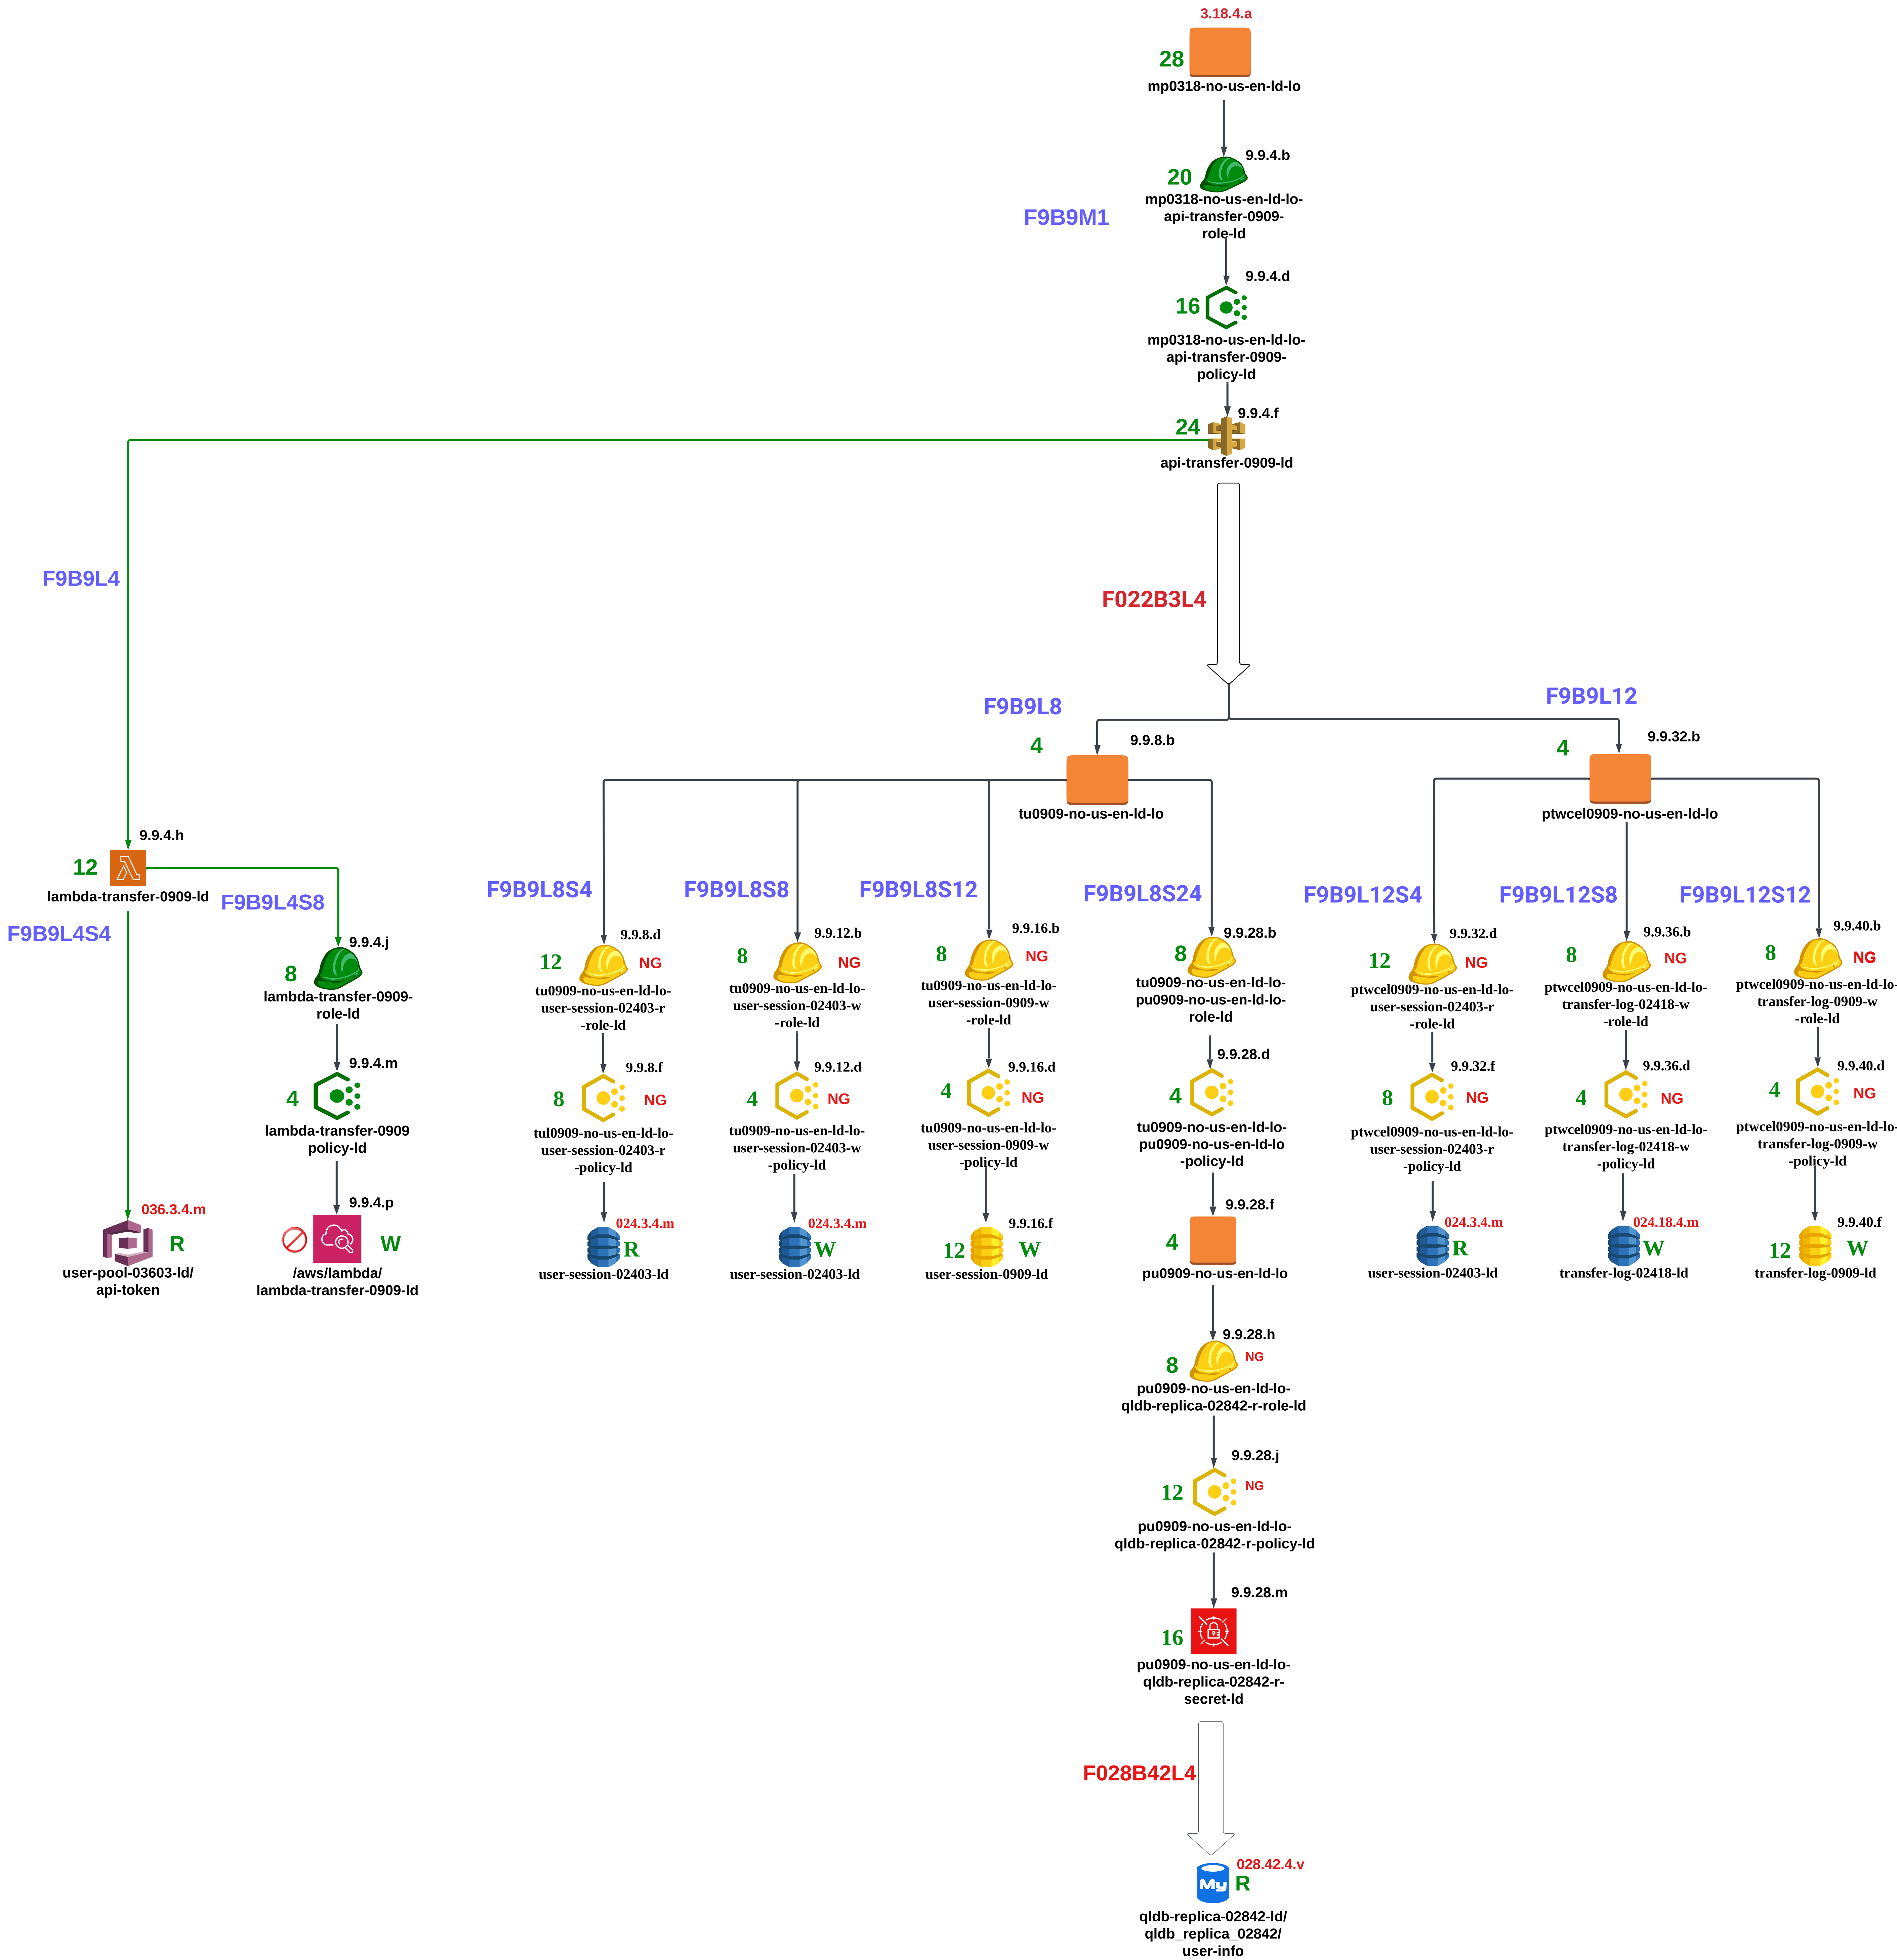 3.18.4.a
28
mp0318-no-us-en-ld-lo
9.9.4.b
20
mp0318-no-us-en-ld-lo-
api-transfer-0909-
role-ld
F9B9M1
9.9.4.d
16
mp0318-no-us-en-ld-lo-
api-transfer-0909-
policy-ld
9.9.4.f
24
api-transfer-0909-ld
F9B9L4
F022B3L4
F9B9L8
F9B9L12
4
9.9.8.b
tu0909-no-us-en-ld-lo
4
9.9.32.b
ptwcel0909-no-us-en-ld-lo
9.9.4.h
12
lambda-transfer-0909-ld
F9B9L4S8
F9B9L4S4
9.9.4.j
8
lambda-transfer-0909-
role-ld
9.9.4.m
4
lambda-transfer-0909
policy-ld
036.3.4.m
R
user-pool-03603-ld/
api-token
9.9.4.p
W
/aws/lambda/
lambda-transfer-0909-ld
F9B9L8S4
9.9.8.d
12
NG
tu0909-no-us-en-ld-lo-
user-session-02403-r
-role-ld
9.9.8.f
8
NG
tul0909-no-us-en-ld-lo-
user-session-02403-r
-policy-ld
024.3.4.m
R
user-session-02403-ld
F9B9L8S8
9.9.12.b
8
NG
tu0909-no-us-en-ld-lo-
user-session-02403-w
-role-ld
9.9.12.d
4
NG
tu0909-no-us-en-ld-lo-
user-session-02403-w
-policy-ld
024.3.4.m
W
user-session-02403-ld
F9B9L8S12
9.9.16.b
8
NG
tu0909-no-us-en-ld-lo-
user-session-0909-w
-role-ld
9.9.16.d
4
NG
tu0909-no-us-en-ld-lo-
user-session-0909-w
-policy-ld
9.9.16.f
12
W
user-session-0909-ld
F9B9L8S24
9.9.28.b
8
tu0909-no-us-en-ld-lo-
pu0909-no-us-en-ld-lo-
role-ld
9.9.28.d
4
tu0909-no-us-en-ld-lo-
pu0909-no-us-en-ld-lo
-policy-ld
9.9.28.f
4
pu0909-no-us-en-ld-lo
9.9.28.h
8
NG
pu0909-no-us-en-ld-lo-
qldb-replica-02842-r-role-ld
9.9.28.j
12
NG
pu0909-no-us-en-ld-lo-
qldb-replica-02842-r-policy-ld
9.9.28.m
16
pu0909-no-us-en-ld-lo-
qldb-replica-02842-r-
secret-ld
F028B42L4
028.42.4.v
My
R
qldb-replica-02842-ld/
qldb_replica_02842/
user-info
F9B9L12S4
9.9.32.d
12
NG
ptwcel0909-no-us-en-ld-lo-
user-session-02403-r
-role-ld
9.9.32.f
8
NG
ptwcel0909-no-us-en-ld-lo-
user-session-02403-r
-policy-ld
024.3.4.m
R
user-session-02403-ld
F9B9L12S8
9.9.36.b
8
NG
ptwcel0909-no-us-en-ld-lo-
transfer-log-02418-w
-role-ld
9.9.36.d
4
NG
ptwcel0909-no-us-en-ld-lo-
transfer-log-02418-w
-policy-ld
024.18.4.m
W
transfer-log-02418-ld
F9B9L12S12
9.9.40.b
8
NG
ptwcel0909-no-us-en-ld-lo-
transfer-log-0909-w
-role-ld
9.9.40.d
4
NG
ptwcel0909-no-us-en-ld-lo-
transfer-log-0909-w
-policy-ld
9.9.40.f
12
W
transfer-log-0909-ld